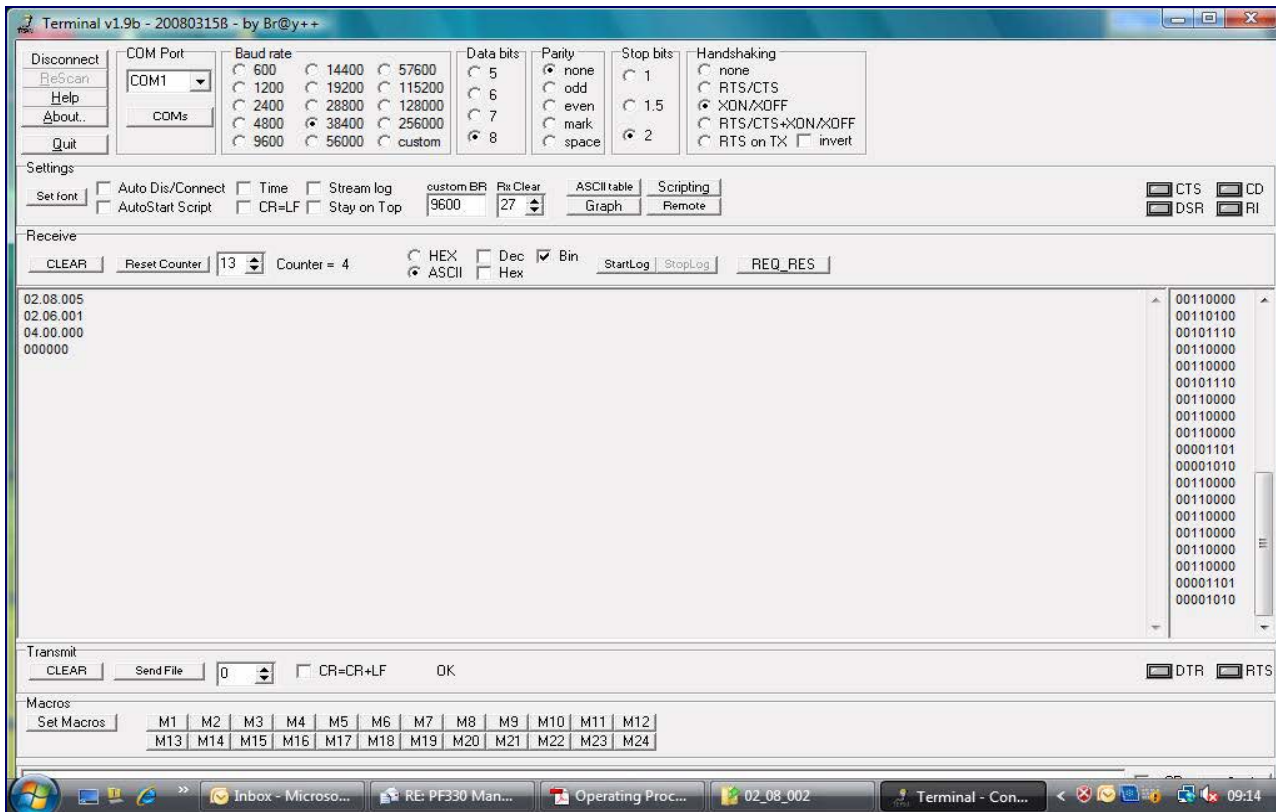 Terminal v1.9b - 20080315ß - by Br@y++
Disconnect
ReScan
Help
About..
Quit
COM Port
COM1
COMs
Baud rate
600 14400 57600
1200 19200 115200
2400 28800 128000
4800 38400 256000
9600 56000 custom
Data bits
5
6
7
8
Parity
none
odd
even
mark
space
Stop bits
1
1.5
2
Handshaking
none
RTS/CTS
XON/XOFF
RTS/CTS+XON/XOFF
RTS on TX invert
Settings
Set font
Auto Dis/Connect Time Stream log
AutoStart Script CR=LF Stay on Top
custom BR Rx Clear
9600 27
ASCII table Scripting
Graph Remote
CTS CD
DSR RI
Receive
CLEAR Reset Counter 13 Counter = 4
HEX Dec Bin
ASCII Hex
StartLog StopLog REQ_RES
02.08.005
02.06.001
04.00.000
000000
00110000
00110100
00101110
00110000
00110000
00101110
00110000
00110000
00110000
00001101
00001010
00110000
00110000
00110000
00110000
00110000
00110000
00001101
00001010
Transmit
CLEAR Send File 0 CR=CR+LF OK
DTR RTS
Macros
Set Macros
M1 M2 M3 M4 M5 M6 M7 M8 M9 M10 M11 M12
M13 M14 M15 M16 M17 M18 M19 M20 M21 M22 M23 M24
Inbox - Microso... RE: PF330 Man... Operating Proc... 02_08_002 Terminal - Con... 09:14